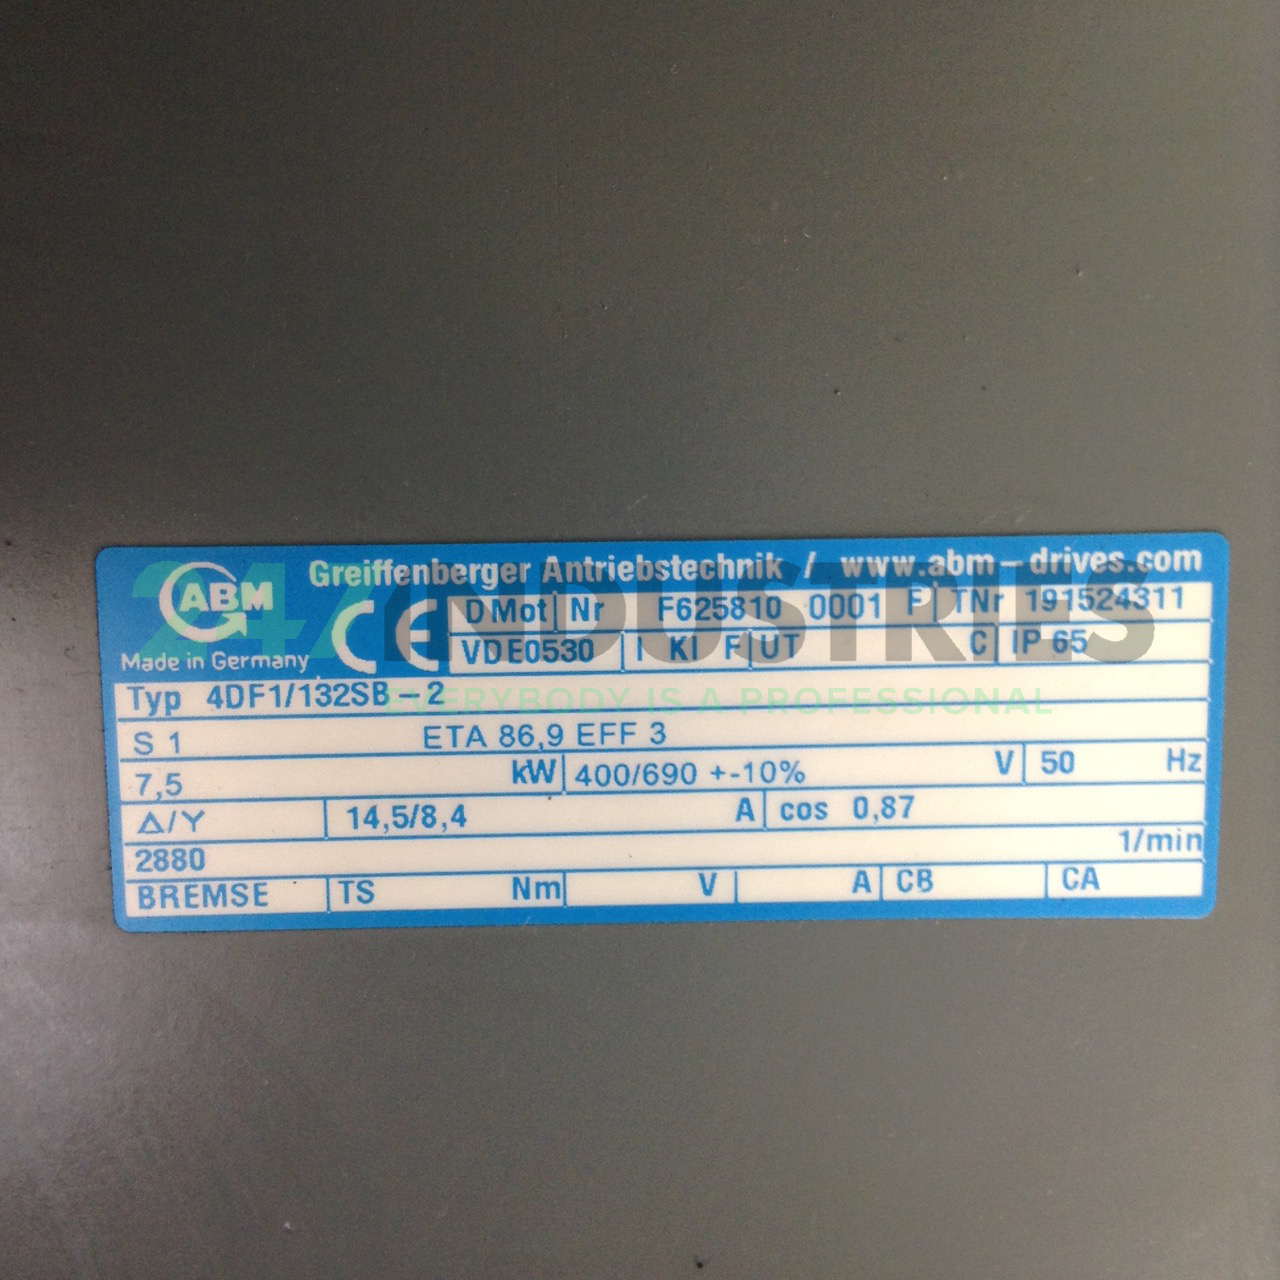 ABM
Greiffenberger Antriebstechnik / www.abm-drives.com
CE
D Mot Nr F625810 0001 F TNr 191524311
Made in Germany
VDE0530 I Kl F UT C IP 65
247 INDUSTRIES
EVERYBODY IS A PROFESSIONAL
Typ 4DF1/132SB-2
S 1 ETA 86,9 EFF 3
7,5 kW 400/690 +-10% V 50 Hz
Δ/Y 14,5/8,4 A cos 0,87
2880 1/min
BREMSE TS Nm V A CB CA